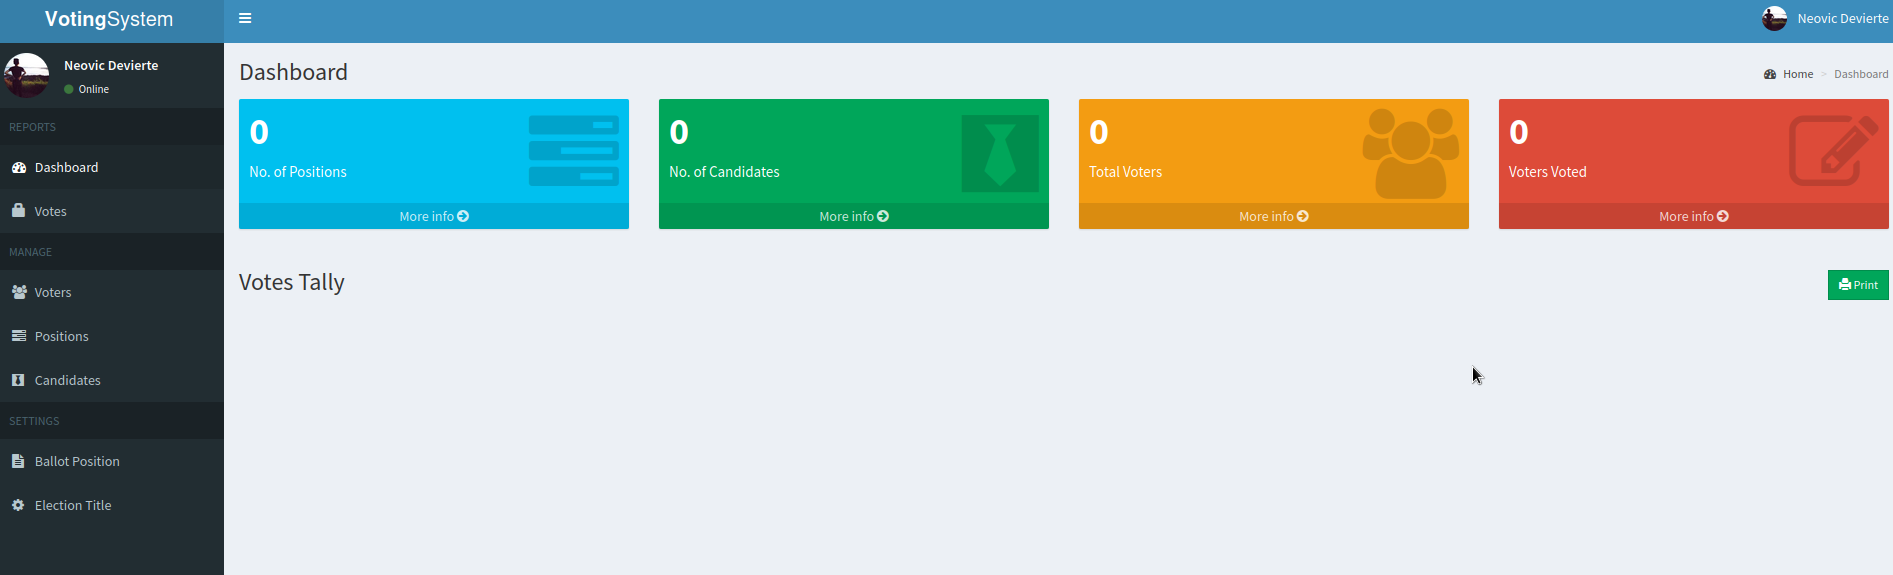 VotingSystem
Neovic Devierte
Neovic Devierte
Online
REPORTS
Dashboard
Votes
MANAGE
Voters
Positions
Candidates
SETTINGS
Ballot Position
Election Title
Dashboard
Home > Dashboard
0
No. of Positions
More info
0
No. of Candidates
More info
0
Total Voters
More info
0
Voters Voted
More info
Votes Tally
Print